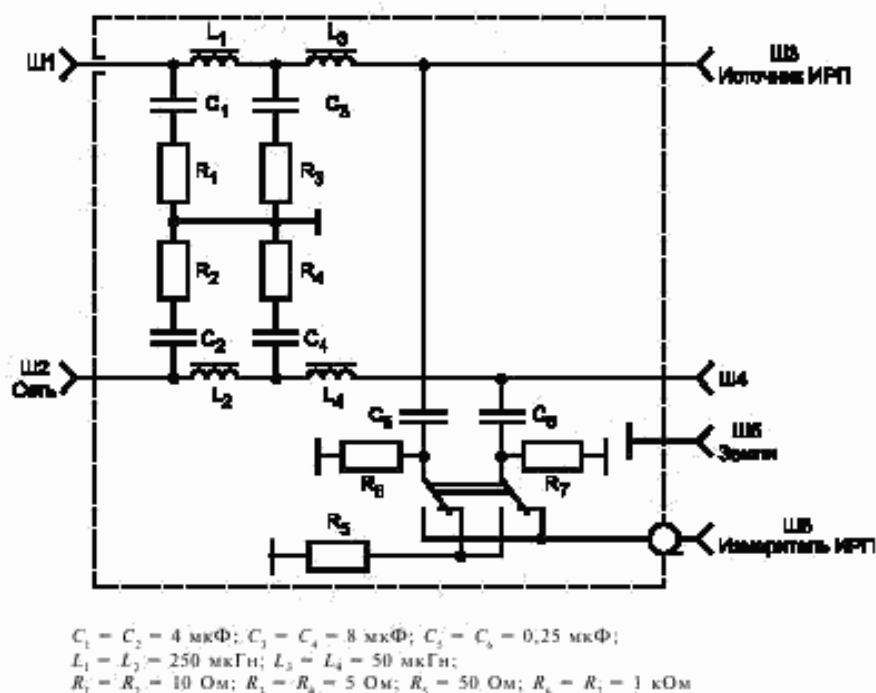 L₁ L₃
Ш1
Ш3
Источник ИРП
C₁ C₃
R₁ R₃
R₂ R₄
C₂ C₄
Ш2
Сеть
L₂ L₄
Ш4
C₅ C₆
Ш5
Земля
R₆ R₇
R₅
Ш6
Измеритель ИРП
C₁ = C₂ = 4 мкФ; C₃ = C₄ = 8 мкФ; C₅ = C₆ = 0,25 мкФ;
L₁ = L₂ = 250 мкГн; L₃ = L₄ = 50 мкГн;
R₁ = R₂ = 10 Ом; R₃ = R₄ = 5 Ом; R₅ = 50 Ом; R₆ = R₇ = 1 кОм